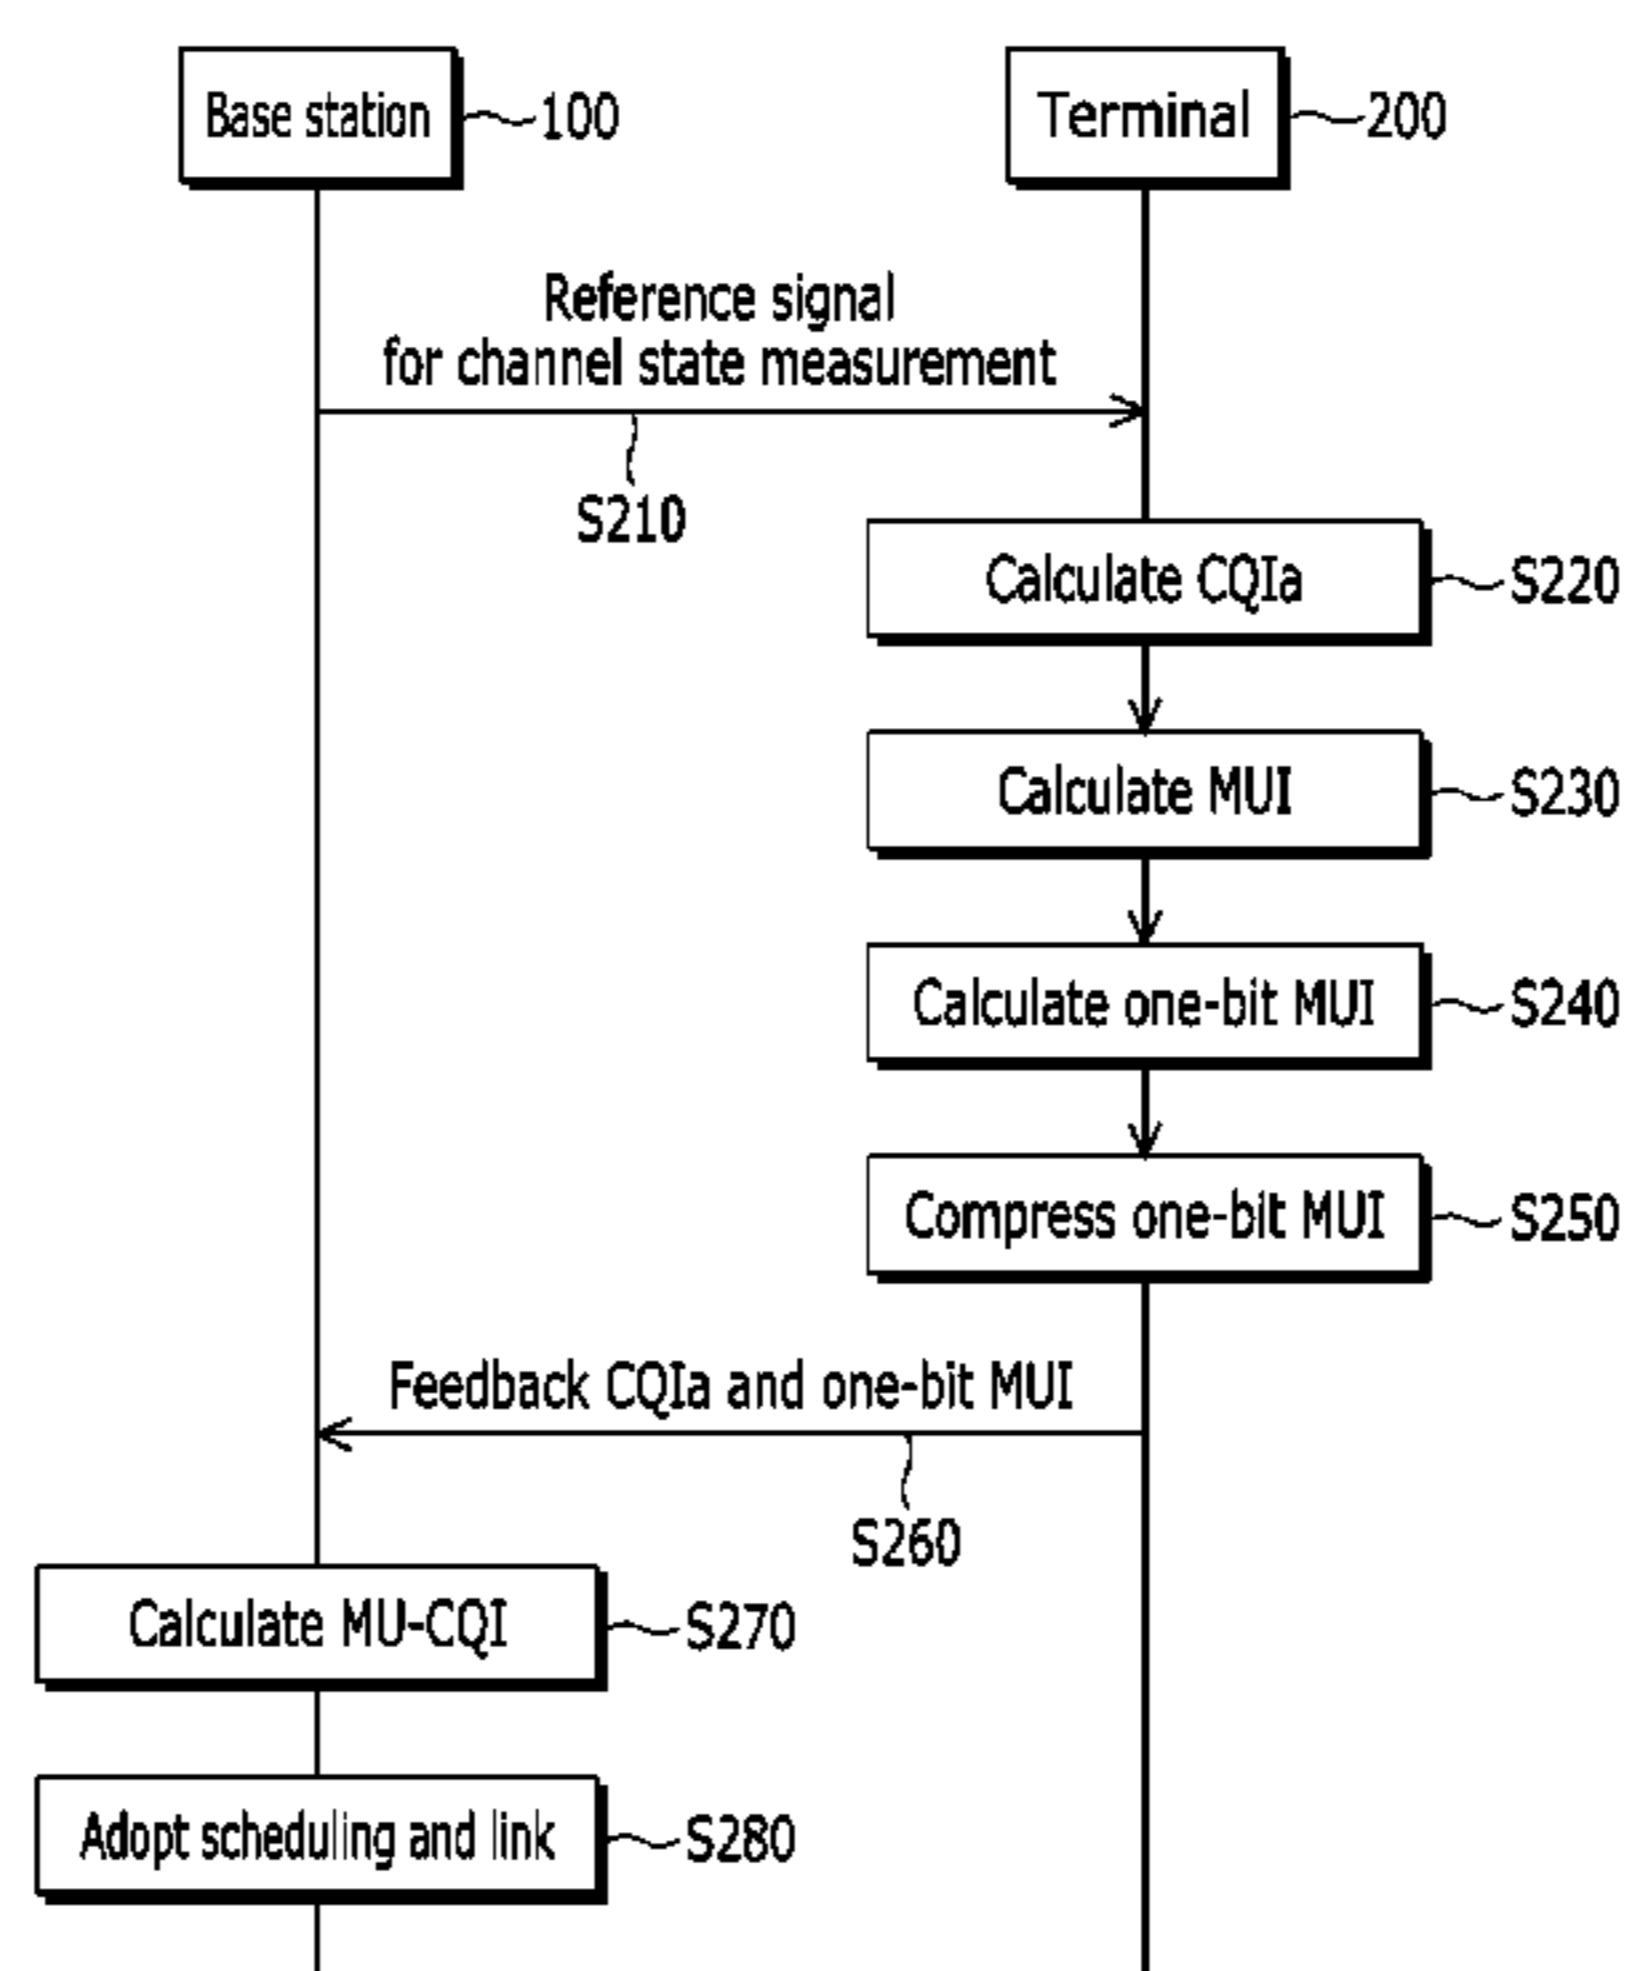 Base station 100
Terminal 200
Reference signal
for channel state measurement
S210
Calculate CQIa S220
Calculate MUI S230
Calculate one-bit MUI S240
Compress one-bit MUI S250
Feedback CQIa and one-bit MUI
S260
Calculate MU-CQI S270
Adopt scheduling and link S280